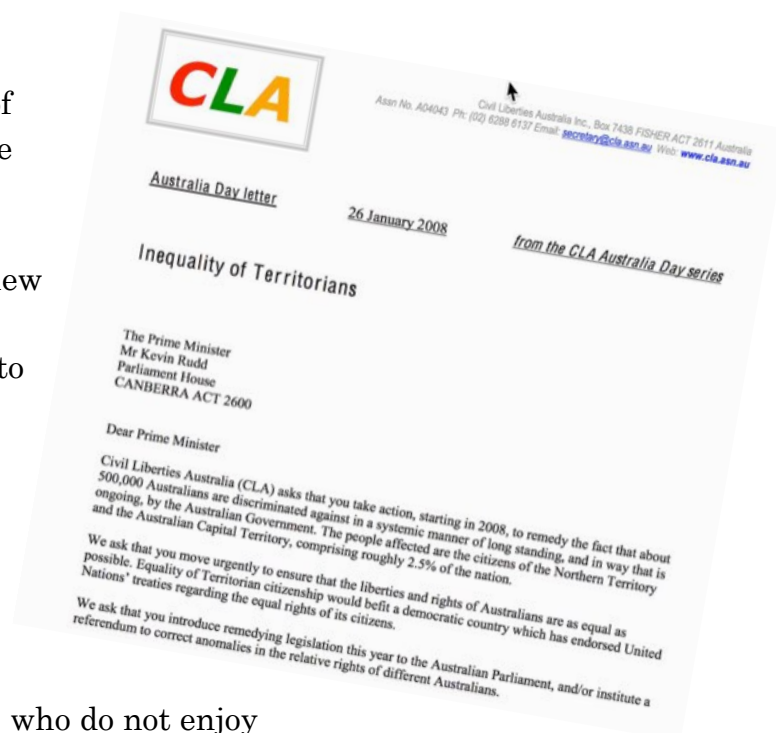 of
e
ew
to
CLA
Civil Liberties Australia Inc., Box 7438 FISHER ACT 2611 Australia
Assn No. A04043 Ph: (02) 6288 6137 Email: secretary@cla.asn.au Web: www.cla.asn.au
Australia Day letter 26 January 2008 from the CLA Australia Day series
Inequality of Territorians
The Prime Minister
Mr Kevin Rudd
Parliament House
CANBERRA ACT 2600
Dear Prime Minister
Civil Liberties Australia (CLA) asks that you take action, starting in 2008, to remedy the fact that about
500,000 Australians are discriminated against in a systemic manner of long standing, and in way that is
ongoing, by the Australian Government. The people affected are the citizens of the Northern Territory
and the Australian Capital Territory, comprising roughly 2.5% of the nation.
We ask that you move urgently to ensure that the liberties and rights of Australians are as equal as
possible. Equality of Territorian citizenship would befit a democratic country which has endorsed United
Nations' treaties regarding the equal rights of its citizens.
We ask that you introduce remedying legislation this year to the Australian Parliament, and/or institute a
referendum to correct anomalies in the relative rights of different Australians.
who do not enjoy